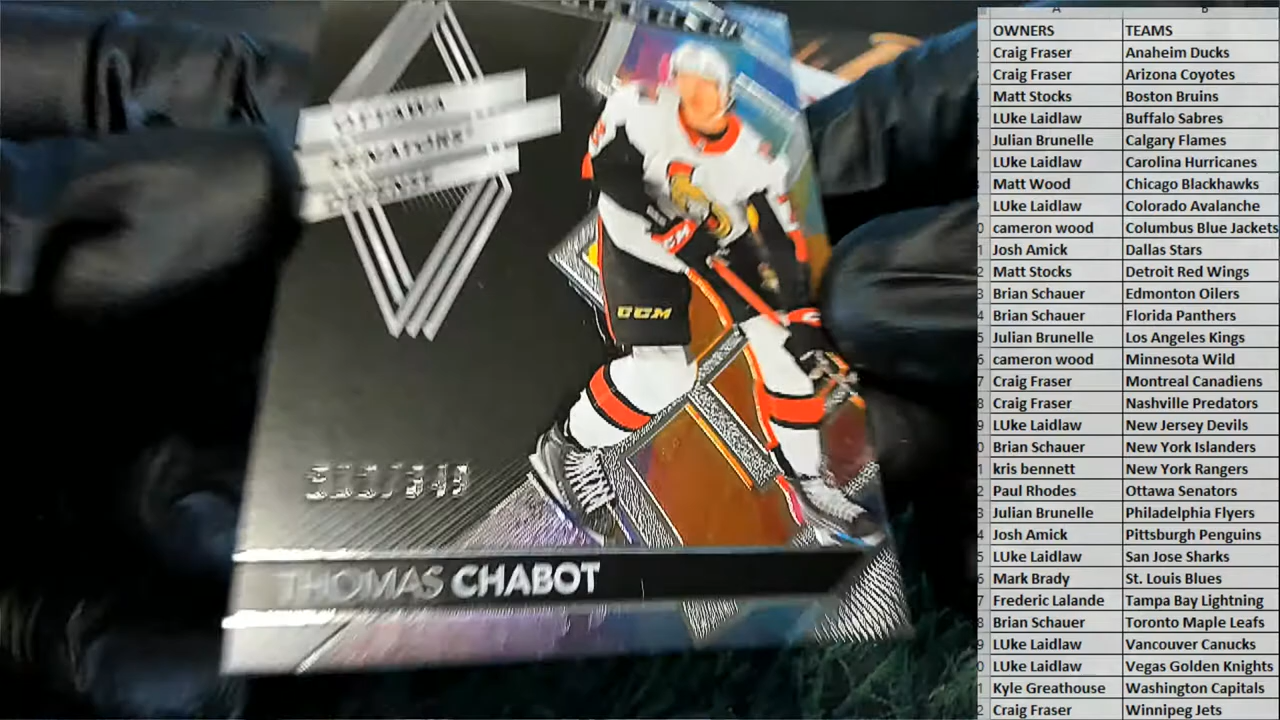 CCM
THOMAS CHABOT
A B
OWNERS TEAMS
Craig Fraser Anaheim Ducks
Craig Fraser Arizona Coyotes
Matt Stocks Boston Bruins
LUke Laidlaw Buffalo Sabres
Julian Brunelle Calgary Flames
LUke Laidlaw Carolina Hurricanes
Matt Wood Chicago Blackhawks
LUke Laidlaw Colorado Avalanche
cameron wood Columbus Blue Jackets
Josh Amick Dallas Stars
Matt Stocks Detroit Red Wings
Brian Schauer Edmonton Oilers
Brian Schauer Florida Panthers
Julian Brunelle Los Angeles Kings
cameron wood Minnesota Wild
Craig Fraser Montreal Canadiens
Craig Fraser Nashville Predators
LUke Laidlaw New Jersey Devils
Brian Schauer New York Islanders
kris bennett New York Rangers
Paul Rhodes Ottawa Senators
Julian Brunelle Philadelphia Flyers
Josh Amick Pittsburgh Penguins
LUke Laidlaw San Jose Sharks
Mark Brady St. Louis Blues
Frederic Lalande Tampa Bay Lightning
Brian Schauer Toronto Maple Leafs
LUke Laidlaw Vancouver Canucks
LUke Laidlaw Vegas Golden Knights
Kyle Greathouse Washington Capitals
Craig Fraser Winnipeg Jets